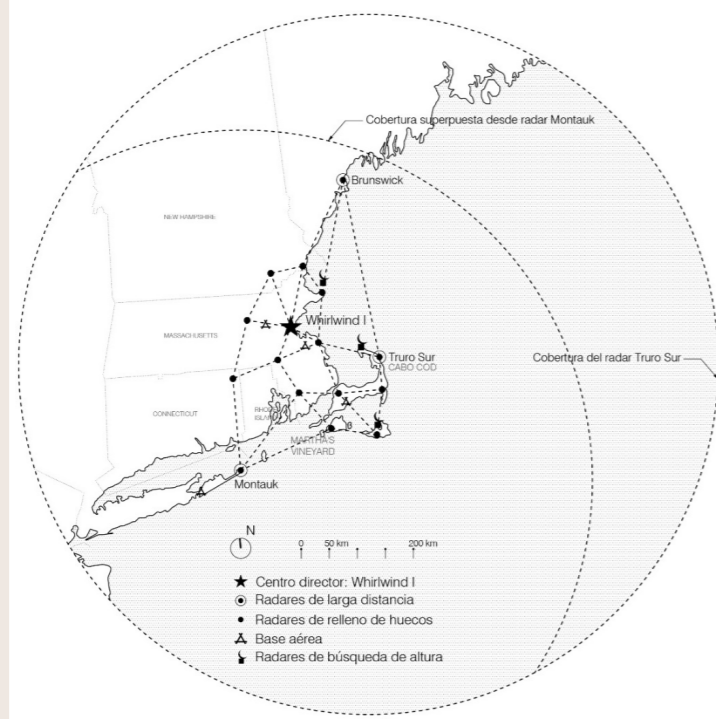 Cobertura superpuesta desde radar Montauk
Brunswick
NEW HAMPSHIRE
Whirlwind I
MASSACHUSETTS
Truro Sur
CABO COD
Cobertura del radar Truro Sur
CONNECTICUT
RHODE
ISLAND
MARTHA'S
VINEYARD
Montauk
N
0 50 km 200 km
Centro director: Whirlwind I
Radares de larga distancia
Radares de relleno de huecos
Base aérea
Radares de búsqueda de altura